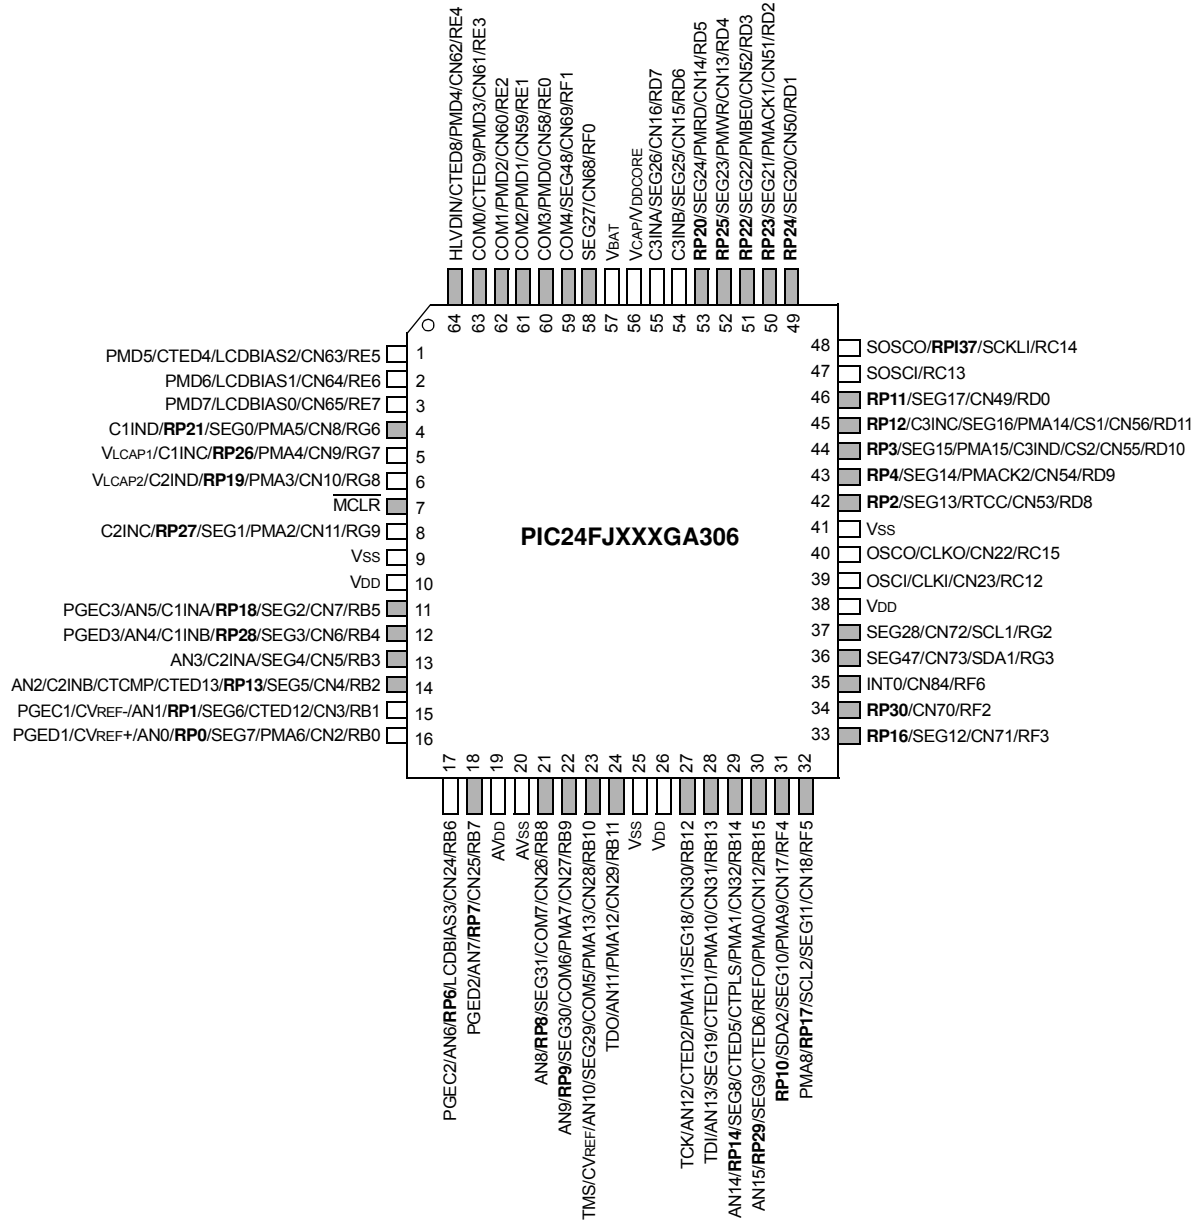 HLVDIN/CTED8/PMD4/CN62/RE4
COM0/CTED9/PMD3/CN61/RE3
COM1/PMD2/CN60/RE2
COM2/PMD1/CN59/RE1
COM3/PMD0/CN58/RE0
COM4/SEG48/CN69/RF1
SEG27/CN68/RF0
VBAT
VCAP/VDDCORE
C3INA/SEG26/CN16/RD7
C3INB/SEG25/CN15/RD6
RP20/SEG24/PMRD/CN14/RD5
RP25/SEG23/PMWR/CN13/RD4
RP22/SEG22/PMBE0/CN52/RD3
RP23/SEG21/PMACK1/CN51/RD2
RP24/SEG20/CN50/RD1
64 63 62 61 60 59 58 57 56 55 54 53 52 51 50 49
PMD5/CTED4/LCDBIAS2/CN63/RE5 1
PMD6/LCDBIAS1/CN64/RE6 2
PMD7/LCDBIAS0/CN65/RE7 3
C1IND/RP21/SEG0/PMA5/CN8/RG6 4
VLCAP1/C1INC/RP26/PMA4/CN9/RG7 5
VLCAP2/C2IND/RP19/PMA3/CN10/RG8 6
MCLR 7
C2INC/RP27/SEG1/PMA2/CN11/RG9 8
VSS 9
VDD 10
PGEC3/AN5/C1INA/RP18/SEG2/CN7/RB5 11
PGED3/AN4/C1INB/RP28/SEG3/CN6/RB4 12
AN3/C2INA/SEG4/CN5/RB3 13
AN2/C2INB/CTCMP/CTED13/RP13/SEG5/CN4/RB2 14
PGEC1/CVREF-/AN1/RP1/SEG6/CTED12/CN3/RB1 15
PGED1/CVREF+/AN0/RP0/SEG7/PMA6/CN2/RB0 16
PIC24FJXXXGA306
48 SOSCO/RPI37/SCKLI/RC14
47 SOSCI/RC13
46 RP11/SEG17/CN49/RD0
45 RP12/C3INC/SEG16/PMA14/CS1/CN56/RD11
44 RP3/SEG15/PMA15/C3IND/CS2/CN55/RD10
43 RP4/SEG14/PMACK2/CN54/RD9
42 RP2/SEG13/RTCC/CN53/RD8
41 VSS
40 OSCO/CLKO/CN22/RC15
39 OSCI/CLKI/CN23/RC12
38 VDD
37 SEG28/CN72/SCL1/RG2
36 SEG47/CN73/SDA1/RG3
35 INT0/CN84/RF6
34 RP30/CN70/RF2
33 RP16/SEG12/CN71/RF3
17 18 19 20 21 22 23 24 25 26 27 28 29 30 31 32
PGEC2/AN6/RP6/LCDBIAS3/CN24/RB6
PGED2/AN7/RP7/CN25/RB7
AVDD
AVSS
AN8/RP8/SEG31/COM7/CN26/RB8
AN9/RP9/SEG30/COM6/PMA7/CN27/RB9
TMS/CVREF/AN10/SEG29/COM5/PMA13/CN28/RB10
TDO/AN11/PMA12/CN29/RB11
VSS
VDD
TCK/AN12/CTED2/PMA11/SEG18/CN30/RB12
TDI/AN13/SEG19/CTED1/PMA10/CN31/RB13
AN14/RP14/SEG8/CTED5/CTPLS/PMA1/CN32/RB14
AN15/RP29/SEG9/CTED6/REFO/PMA0/CN12/RB15
RP10/SDA2/SEG10/PMA9/CN17/RF4
PMA8/RP17/SCL2/SEG11/CN18/RF5